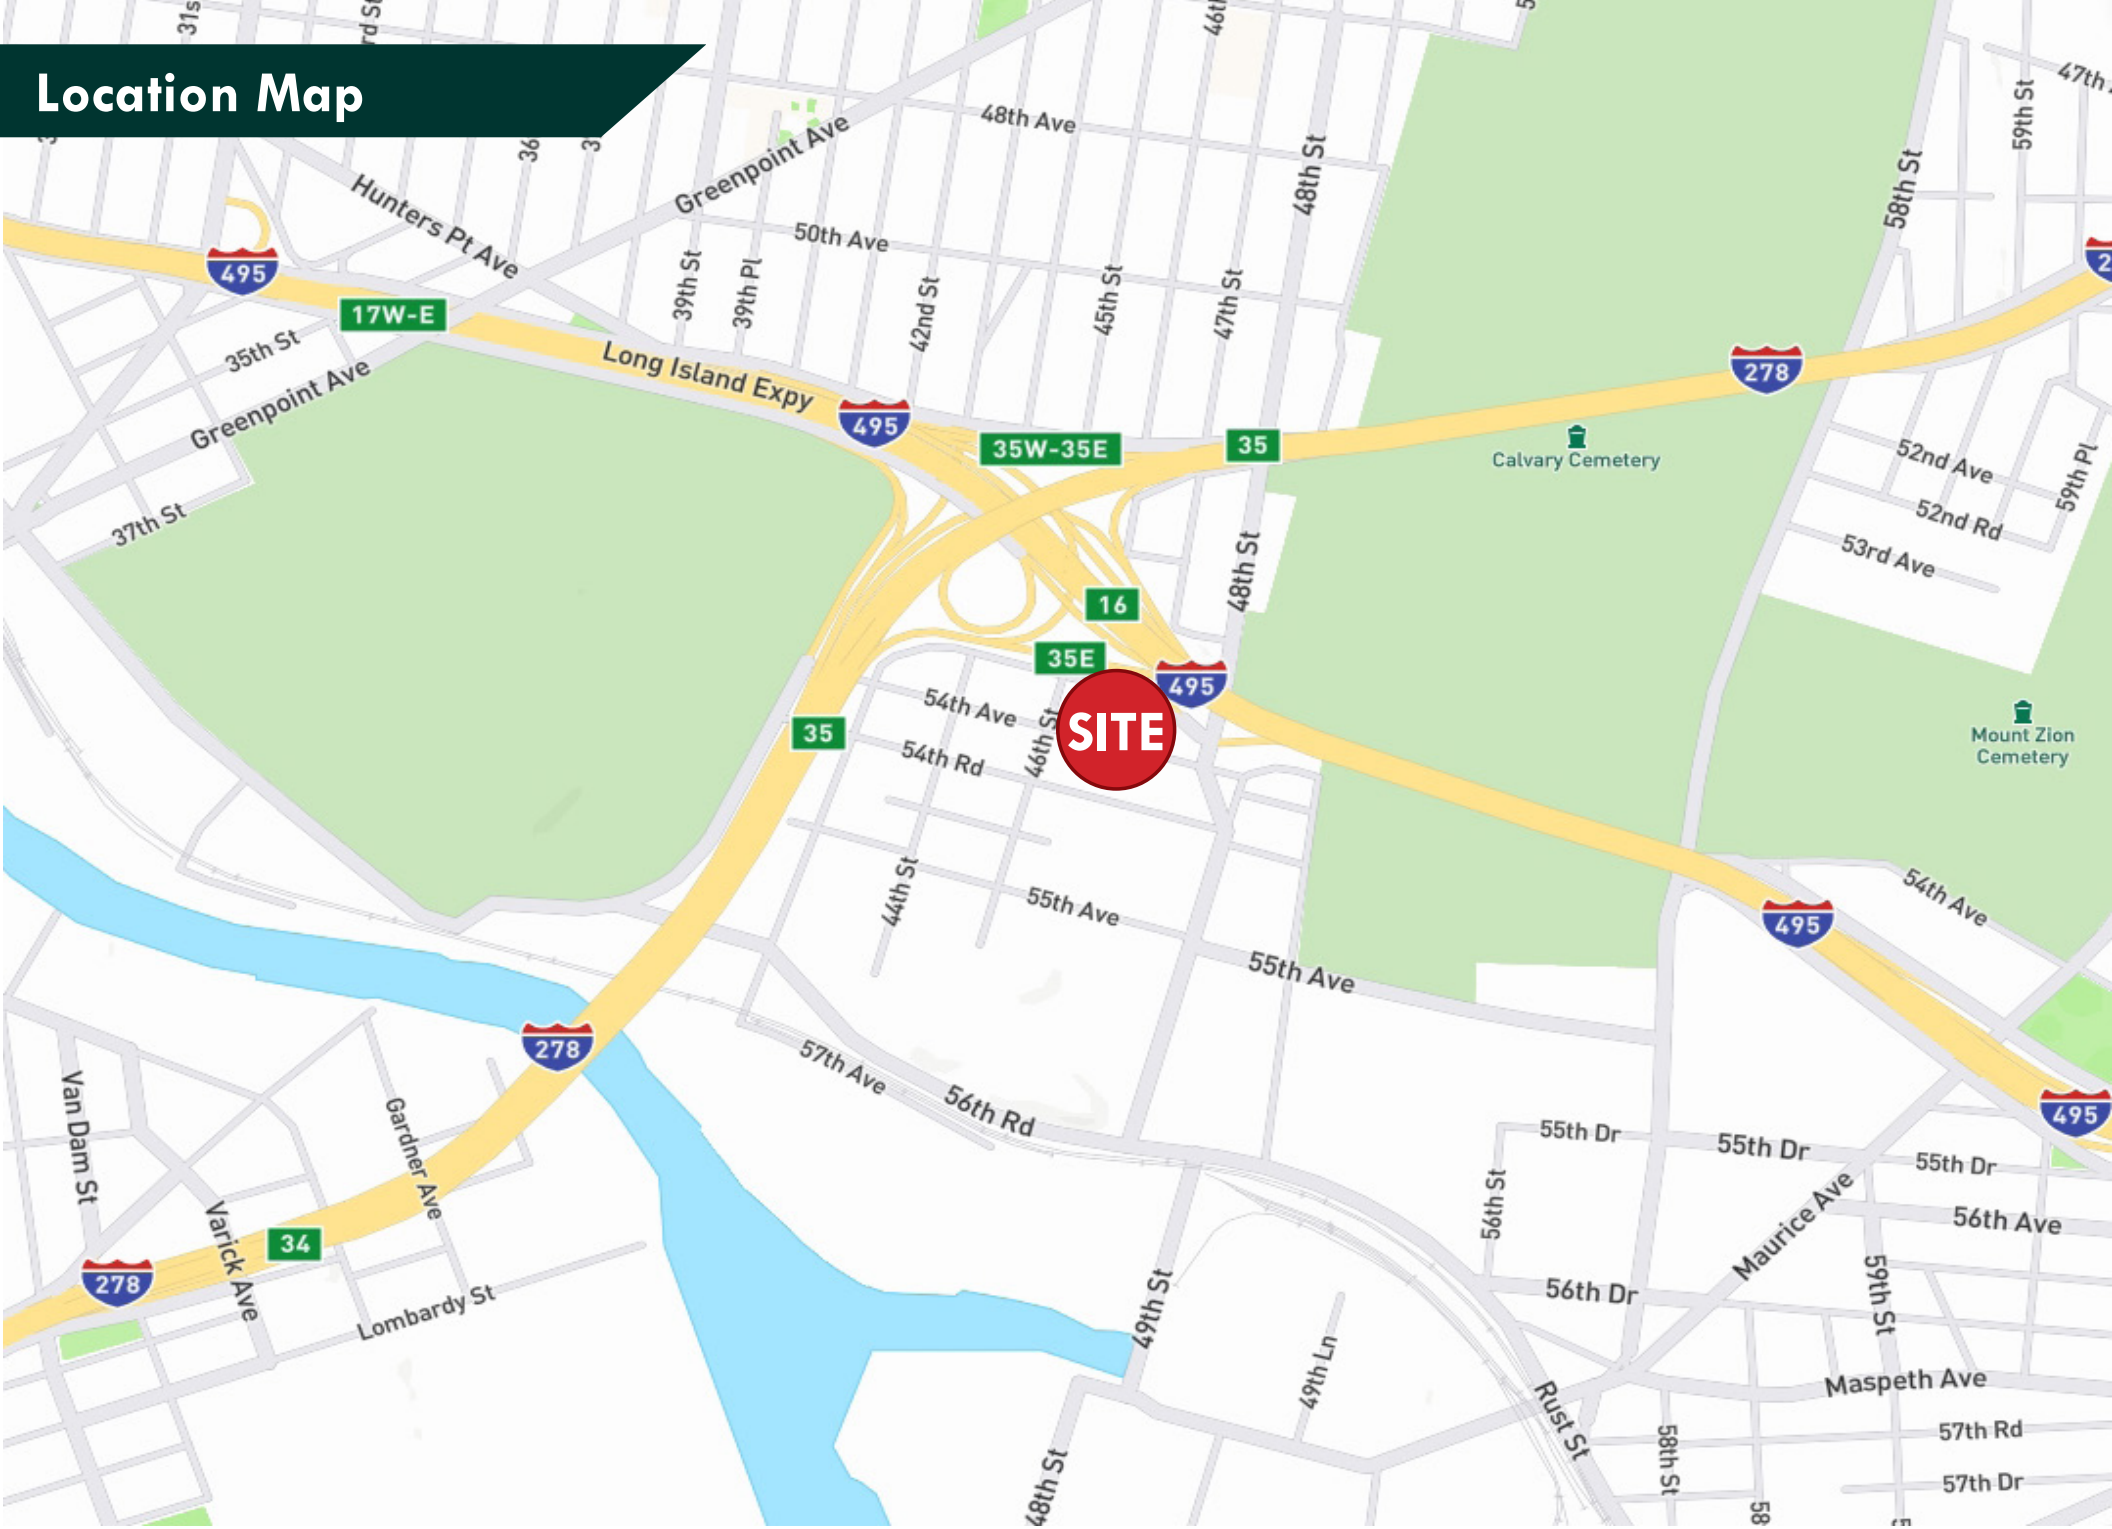 Location Map
46th
48th Ave
47th
59th St
58th St
48th St
Greenpoint Ave
Hunters Pt Ave
50th Ave
495
17W-E
39th St
39th Pl
42nd St
45th St
47th St
35th St
Greenpoint Ave
Long Island Expy
495
35W-35E
35
278
Calvary Cemetery
52nd Ave
59th Pl
52nd Rd
53rd Ave
37th St
48th St
16
35E
495
SITE
54th Ave
46th St
54th Rd
35
Mount Zion
Cemetery
44th St
55th Ave
55th Ave
54th Ave
495
278
57th Ave
56th Rd
Van Dam St
Gardner Ave
Varick Ave
34
278
Lombardy St
495
55th Dr
55th Dr
55th Dr
56th St
56th Ave
Maurice Ave
59th St
56th Dr
49th St
49th Ln
Maspeth Ave
Rust St
57th Rd
58th St
57th Dr
48th St